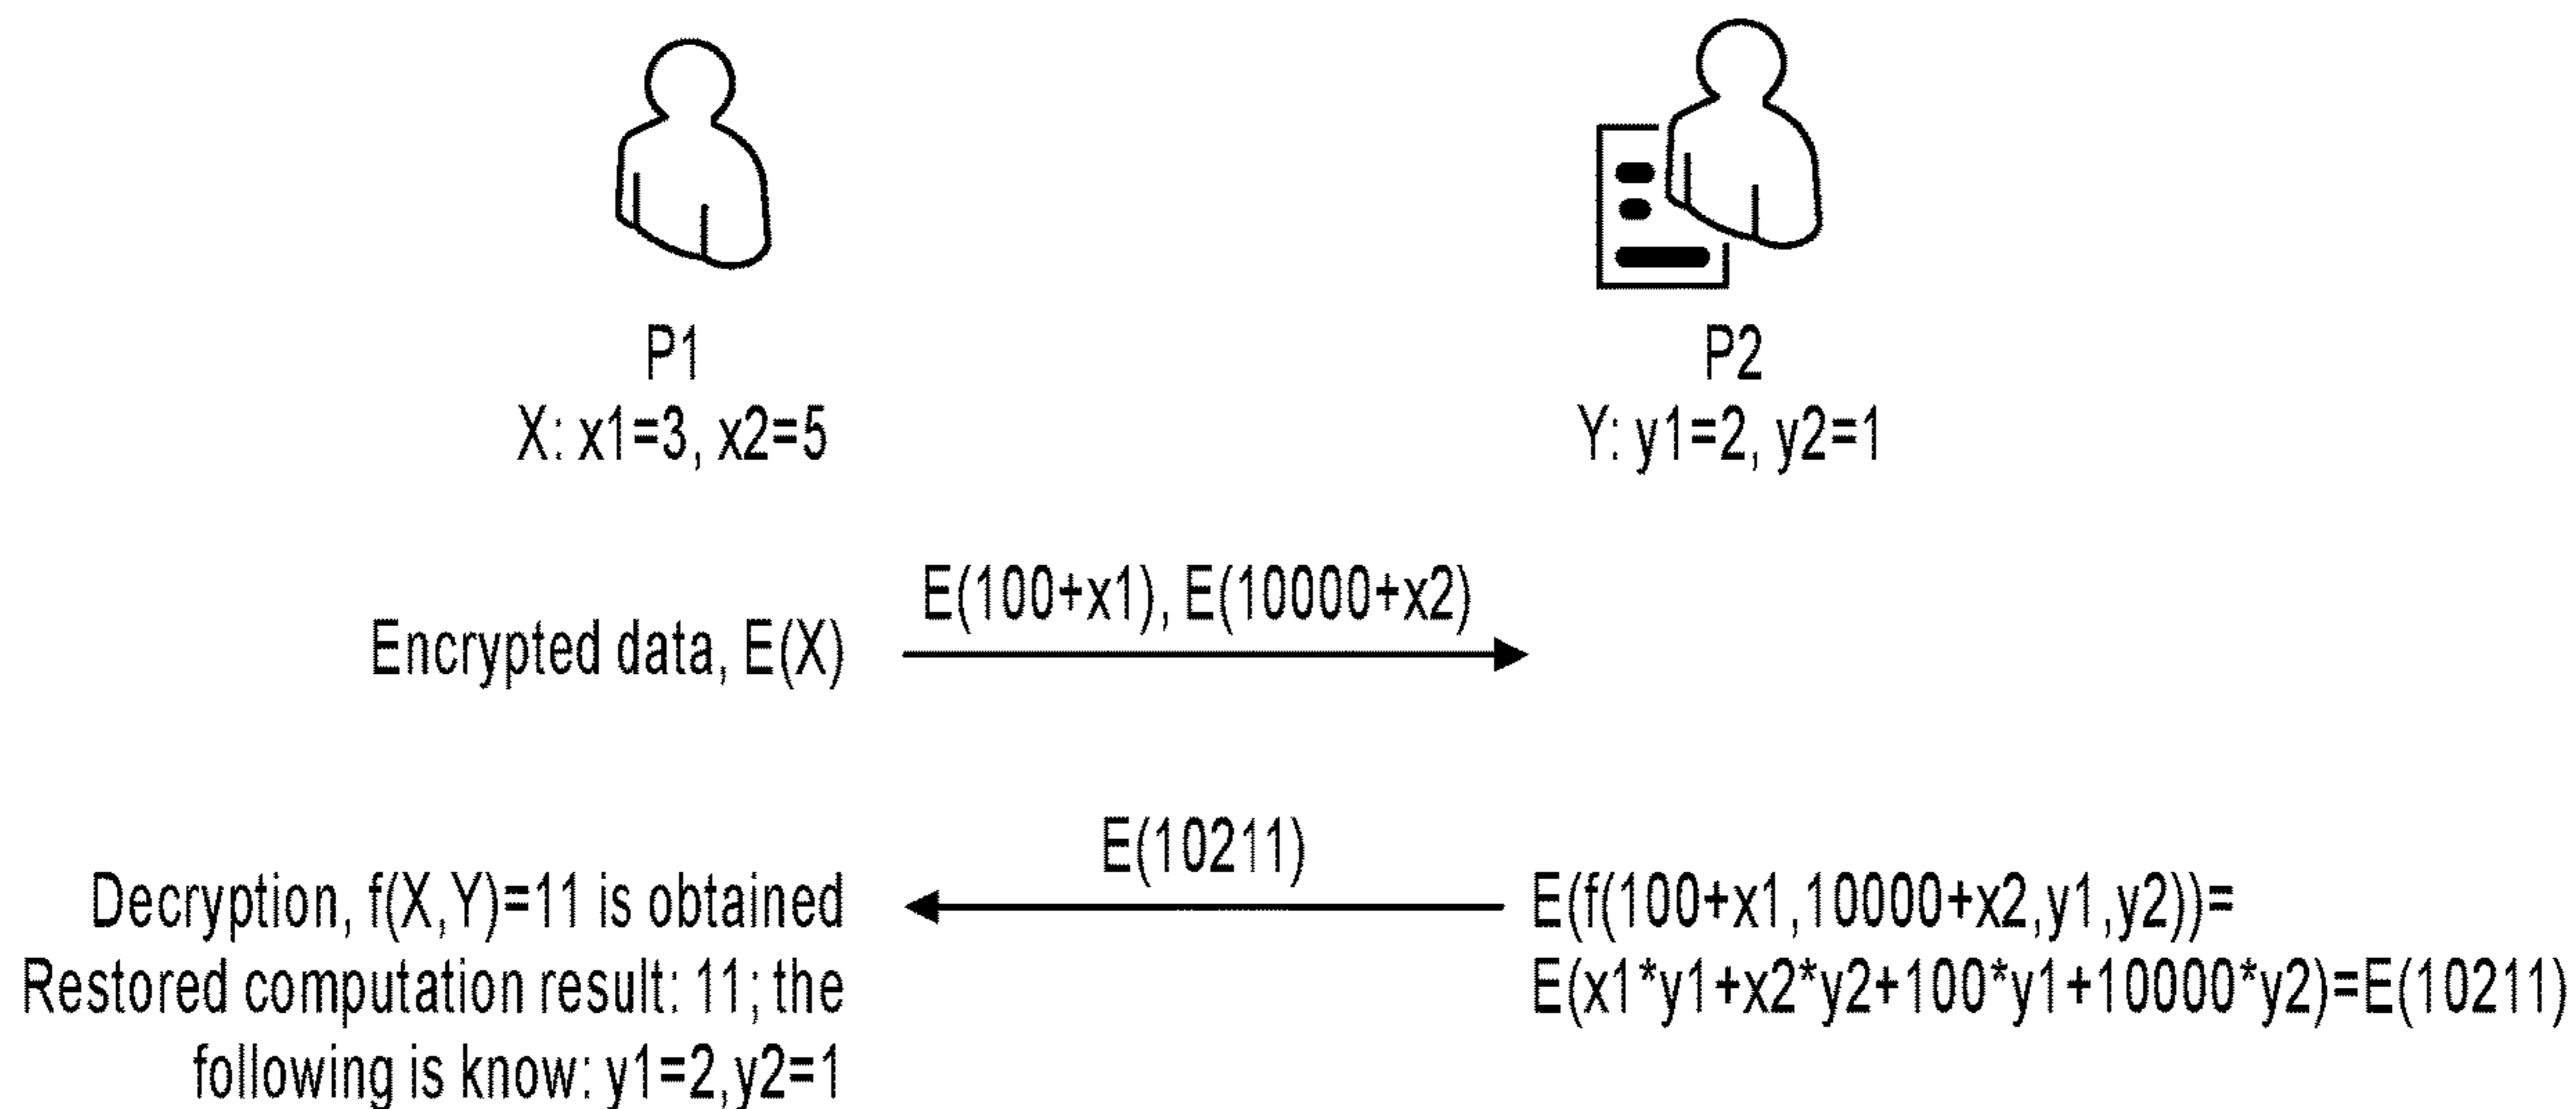 P1
X: x1=3, x2=5
P2
Y: y1=2, y2=1
Encrypted data, E(X)
E(100+x1), E(10000+x2)
E(10211)
E(f(100+x1,10000+x2,y1,y2))=
E(x1*y1+x2*y2+100*y1+10000*y2)=E(10211)
Decryption, f(X,Y)=11 is obtained
Restored computation result: 11; the
following is know: y1=2,y2=1